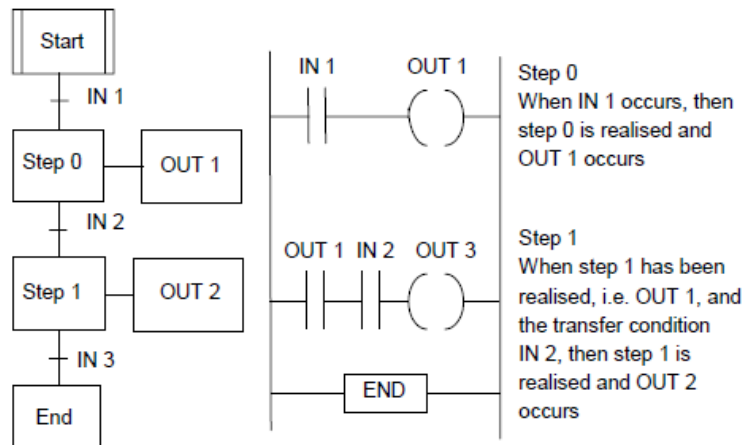 Start
IN 1
Step 0
OUT 1
IN 2
Step 1
OUT 2
IN 3
End
IN 1 OUT 1
OUT 1 IN 2 OUT 3
END
Step 0
When IN 1 occurs, then
step 0 is realised and
OUT 1 occurs
Step 1
When step 1 has been
realised, i.e. OUT 1, and
the transfer condition
IN 2, then step 1 is
realised and OUT 2
occurs